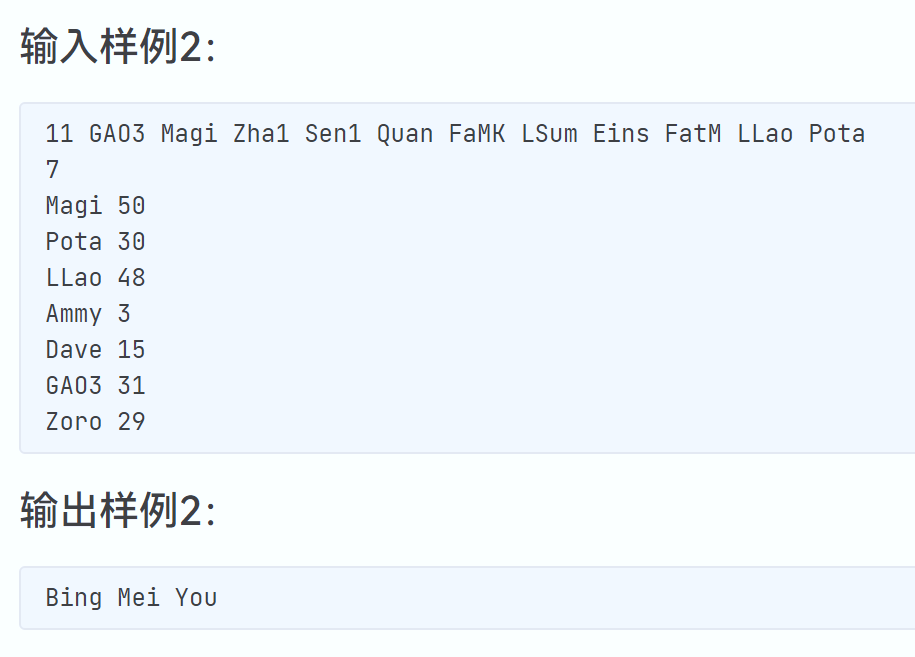 输入样例2:
11 GAO3 Magi Zha1 Sen1 Quan FaMK LSum Eins FatM LLao Pota
7
Magi 50
Pota 30
LLao 48
Ammy 3
Dave 15
GAO3 31
Zoro 29
输出样例2:
Bing Mei You